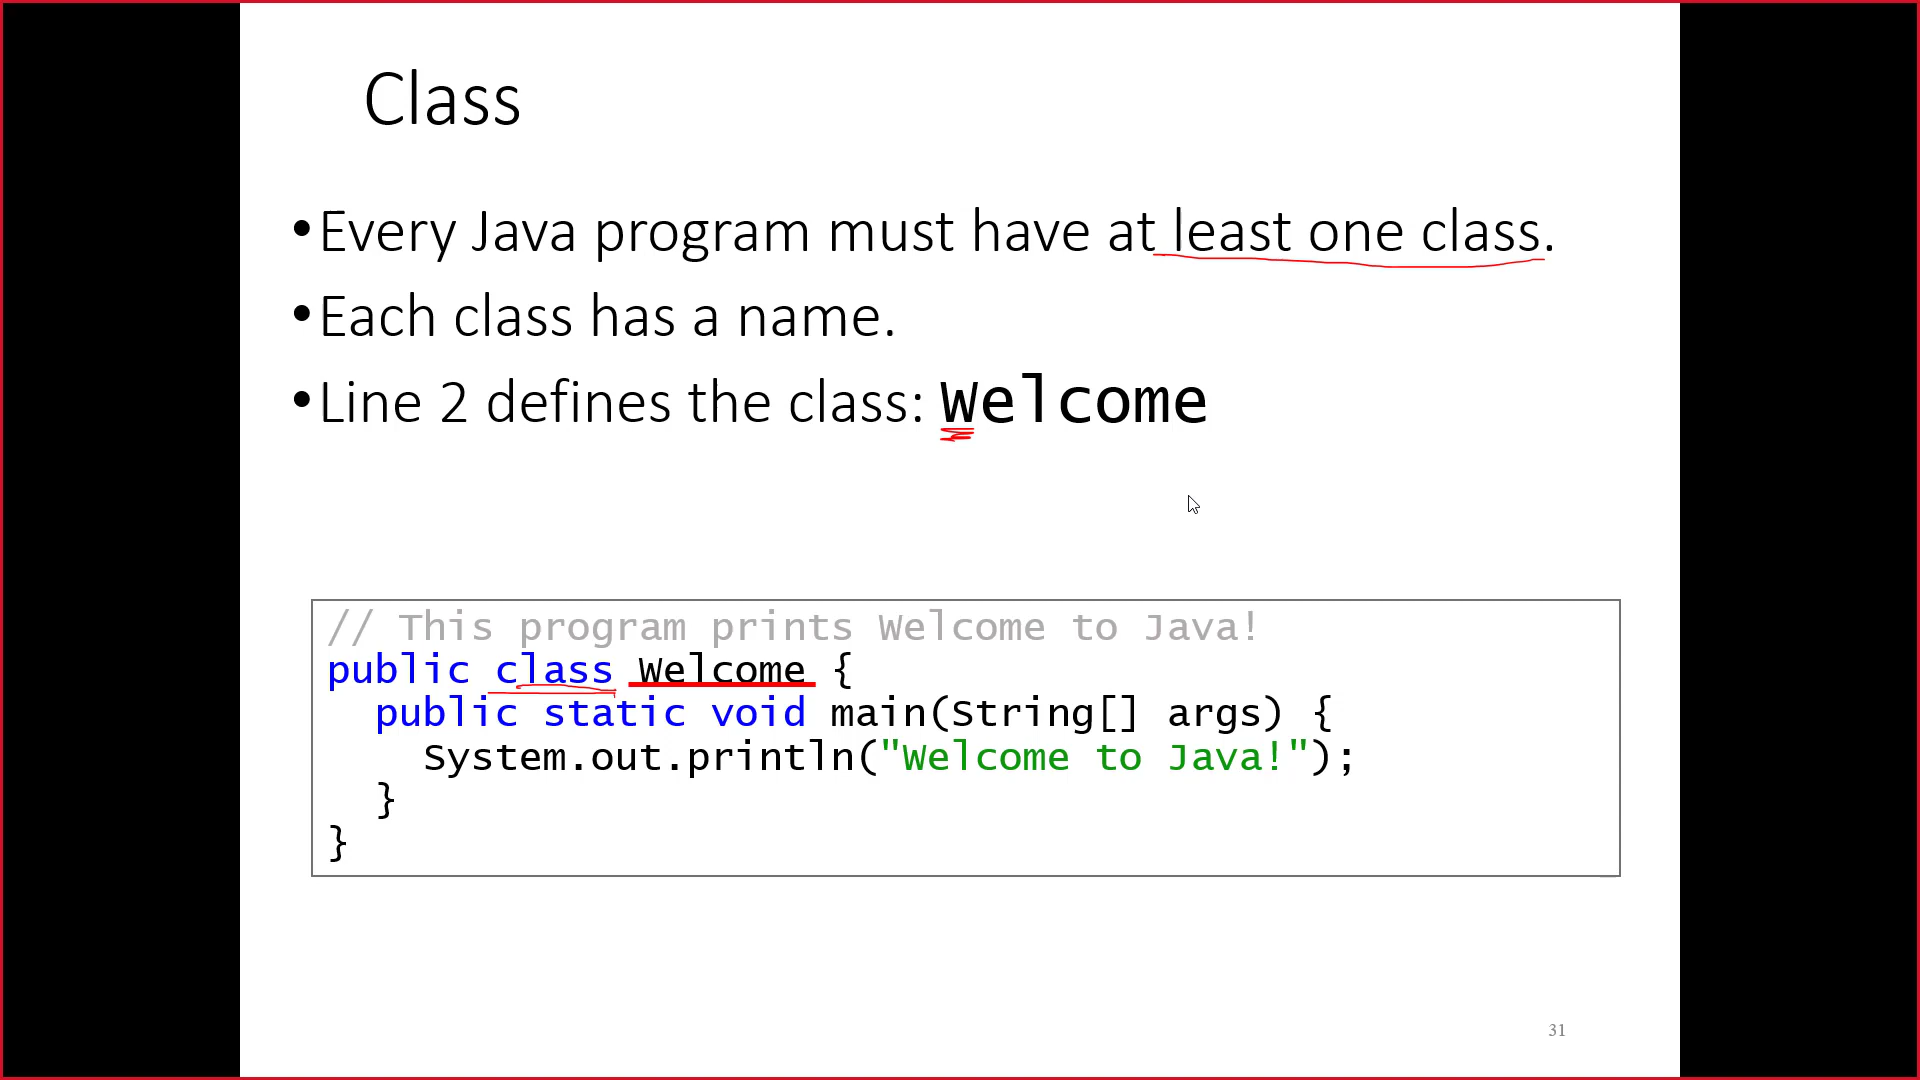 Class
•Every Java program must have at least one class.
•Each class has a name.
•Line 2 defines the class: Welcome
// This program prints Welcome to Java!
public class Welcome {
  public static void main(String[] args) {
    System.out.println("Welcome to Java!");
  }
}
31